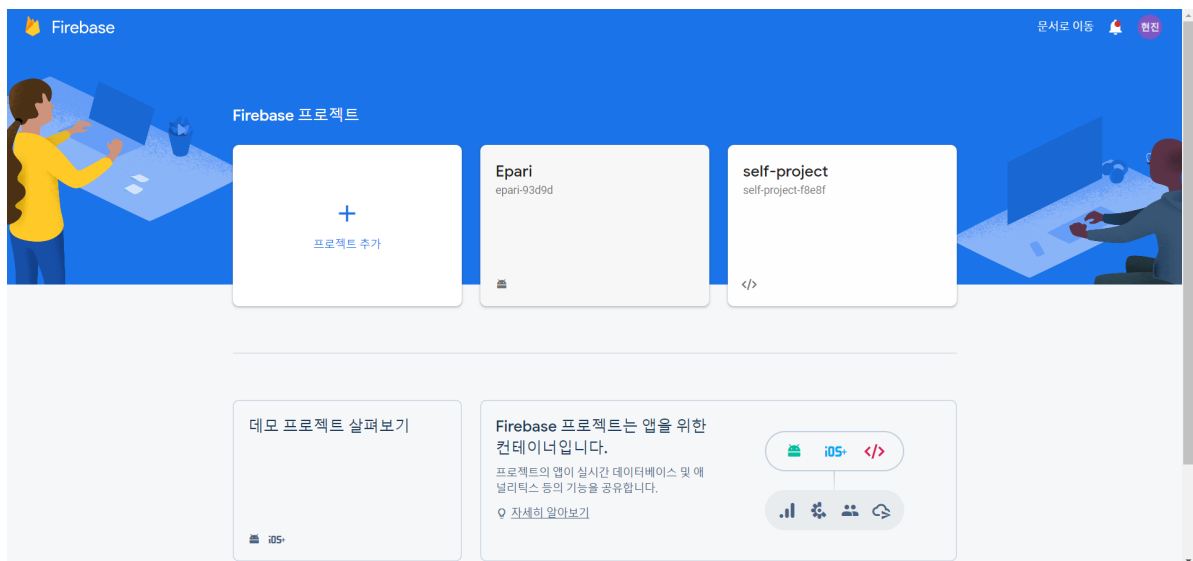 Firebase
문서로 이동
현진
Firebase 프로젝트
프로젝트 추가
Epari
epari-93d9d
self-project
self-project-f8e8f
</>
데모 프로젝트 살펴보기
iOS+
Firebase 프로젝트는 앱을 위한
컨테이너입니다.
프로젝트의 앱이 실시간 데이터베이스 및 애
널리틱스 등의 기능을 공유합니다.
자세히 알아보기
iOS+ </>